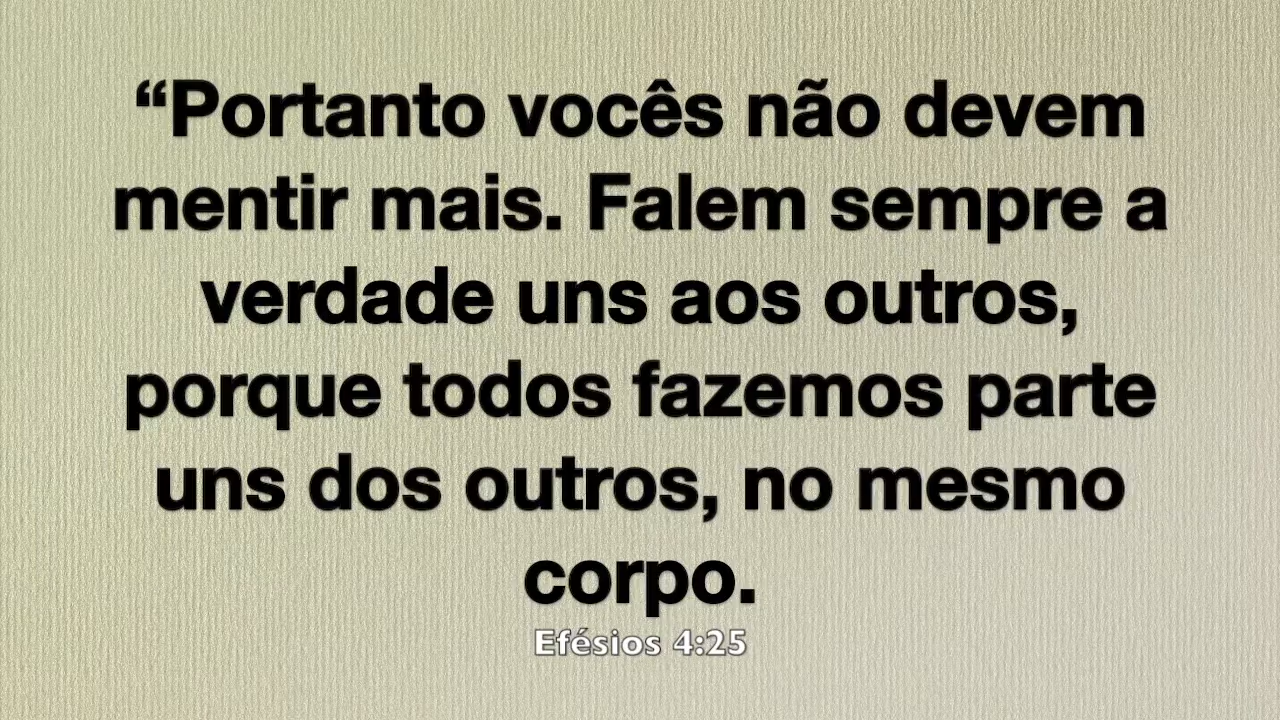 “Portanto vocês não devem
mentir mais. Falem sempre a
verdade uns aos outros,
porque todos fazemos parte
uns dos outros, no mesmo
corpo.
Efésios 4:25